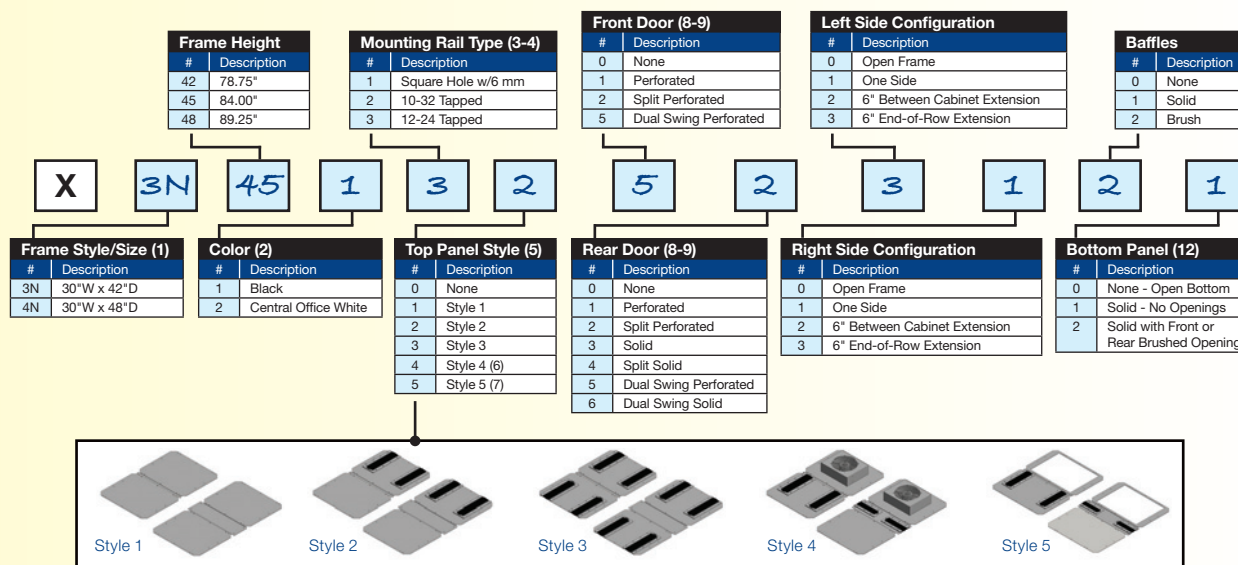 Frame Height
# Description
42 78.75"
45 84.00"
48 89.25"
Mounting Rail Type (3-4)
# Description
1 Square Hole w/6 mm
2 10-32 Tapped
3 12-24 Tapped
Front Door (8-9)
# Description
0 None
1 Perforated
2 Split Perforated
5 Dual Swing Perforated
Left Side Configuration
# Description
0 Open Frame
1 One Side
2 6" Between Cabinet Extension
3 6" End-of-Row Extension
Baffles
# Description
0 None
1 Solid
2 Brush
X 3N 45 1 3 2 5 2 3 1 2 1
Frame Style/Size (1)
# Description
3N 30"W x 42"D
4N 30"W x 48"D
Color (2)
# Description
1 Black
2 Central Office White
Top Panel Style (5)
# Description
0 None
1 Style 1
2 Style 2
3 Style 3
4 Style 4 (6)
5 Style 5 (7)
Rear Door (8-9)
# Description
0 None
1 Perforated
2 Split Perforated
3 Solid
4 Split Solid
5 Dual Swing Perforated
6 Dual Swing Solid
Right Side Configuration
# Description
0 Open Frame
1 One Side
2 6" Between Cabinet Extension
3 6" End-of-Row Extension
Bottom Panel (12)
# Description
0 None - Open Bottom
1 Solid - No Openings
2 Solid with Front or
Rear Brushed Opening
Style 1 Style 2 Style 3 Style 4 Style 5